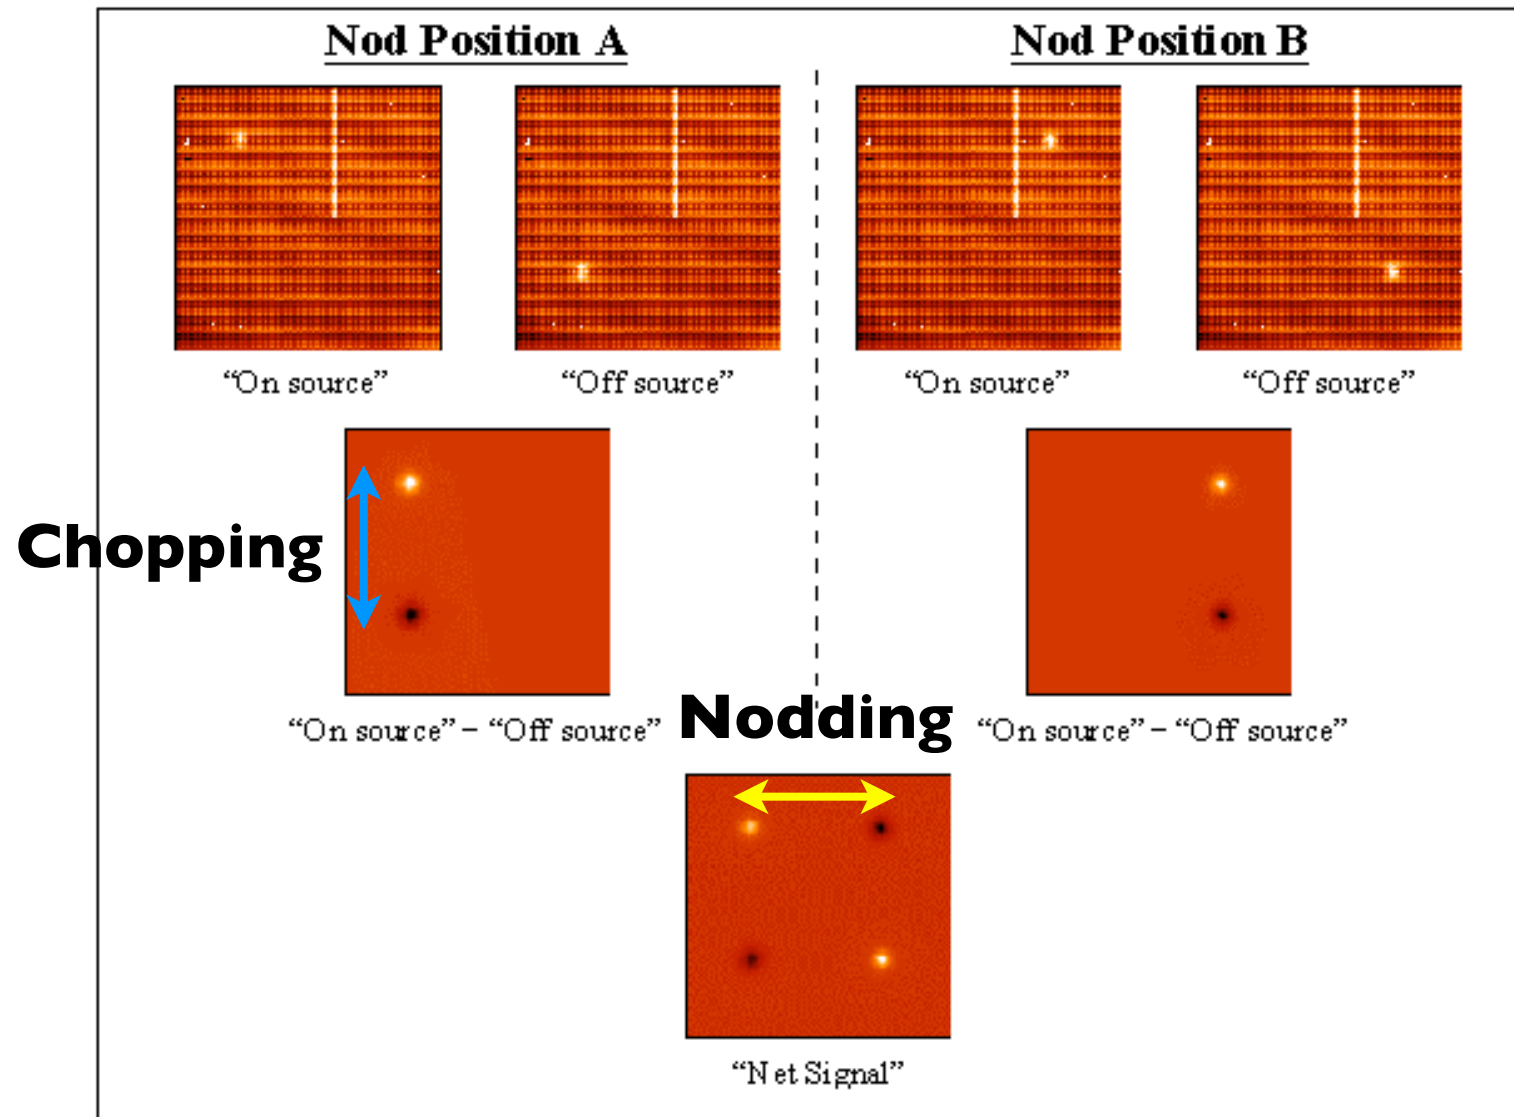 Nod Position A
Nod Position B
“On source”
“Off source”
“On source”
“Off source”
Chopping
“On source” – “Off source”
Nodding
“On source” – “Off source”
“Net Signal”